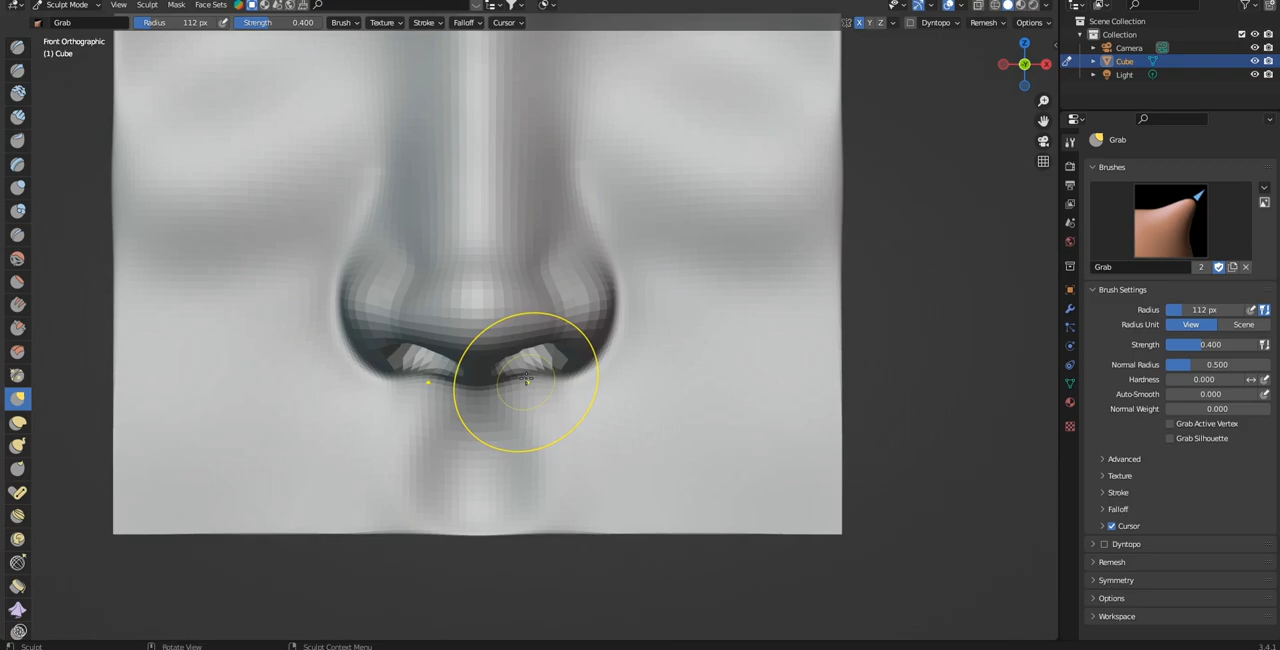 Sculpt Mode View Sculpt Mask Face Sets
Grab Radius 112 px Strength 0.400 Brush Texture Stroke Falloff Cursor X Y Z Dyntopo Remesh Options
Front Orthographic
(1) Cube
Z
Y
X
Scene Collection
Collection
Camera
Cube
Light
Grab
Brushes
Grab 2
Brush Settings
Radius 112 px
Radius Unit View Scene
Strength 0.400
Normal Radius 0.500
Hardness 0.000
Auto-Smooth 0.000
Normal Weight 0.000
Grab Active Vertex
Grab Silhouette
Advanced
Texture
Stroke
Falloff
Cursor
Dyntopo
Remesh
Symmetry
Options
Workspace
Sculpt Rotate View Sculpt Context Menu 3.4.1